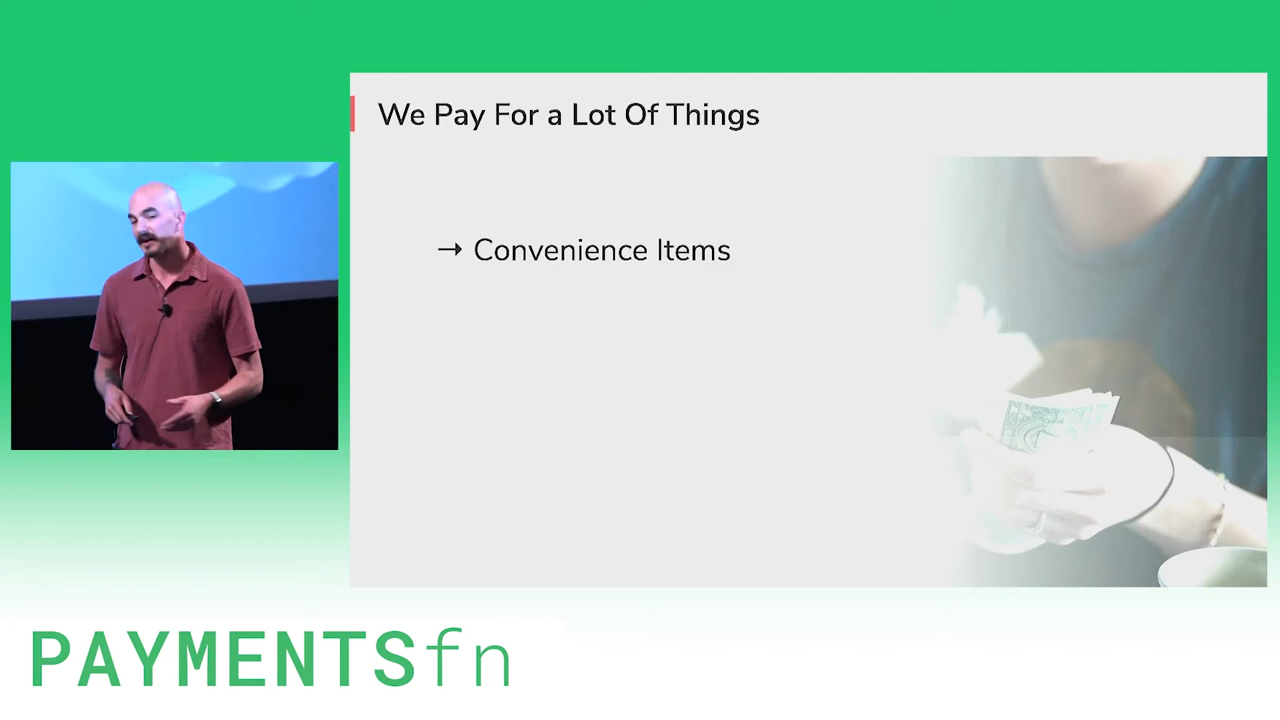 We Pay For a Lot Of Things
→ Convenience Items
PAYMENTSfn